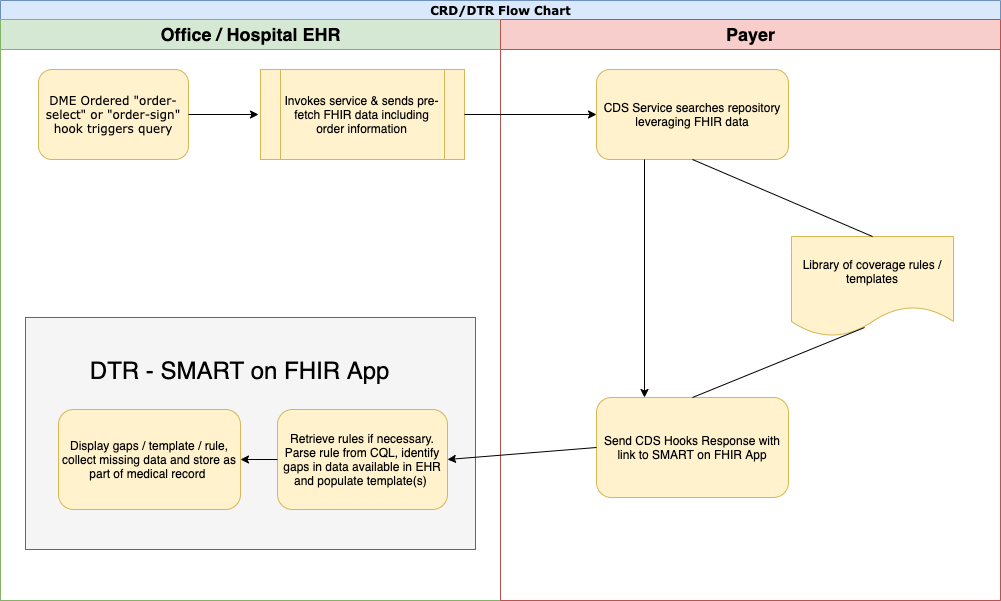 CRD/DTR Flow Chart
Office / Hospital EHR
Payer
DME Ordered "order-
select" or "order-sign"
hook triggers query
Invokes service & sends pre-
fetch FHIR data including
order information
CDS Service searches repository
leveraging FHIR data
Library of coverage rules /
templates
DTR - SMART on FHIR App
Display gaps / template / rule,
collect missing data and store as
part of medical record
Retrieve rules if necessary.
Parse rule from CQL, identify
gaps in data available in EHR
and populate template(s)
Send CDS Hooks Response with
link to SMART on FHIR App